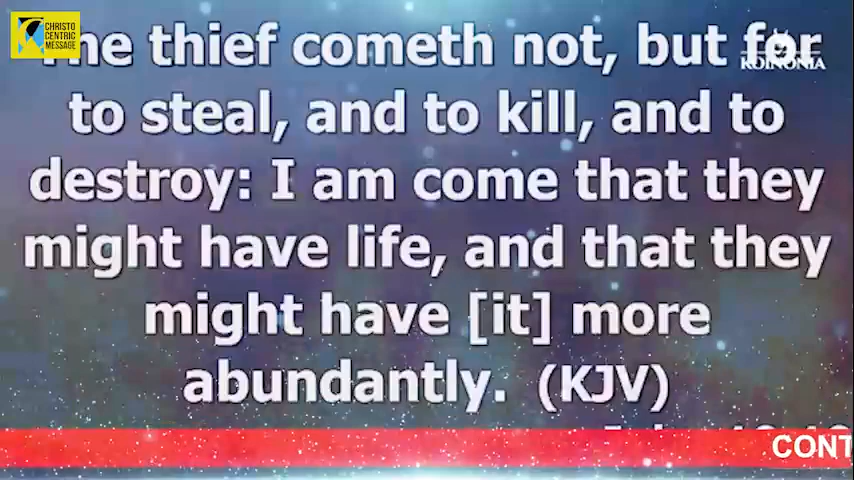 CHRISTO
CENTRIC
MESSAGE
KOINONIA
The thief cometh not, but for
to steal, and to kill, and to
destroy: I am come that they
might have life, and that they
might have [it] more
abundantly. (KJV)
CONT